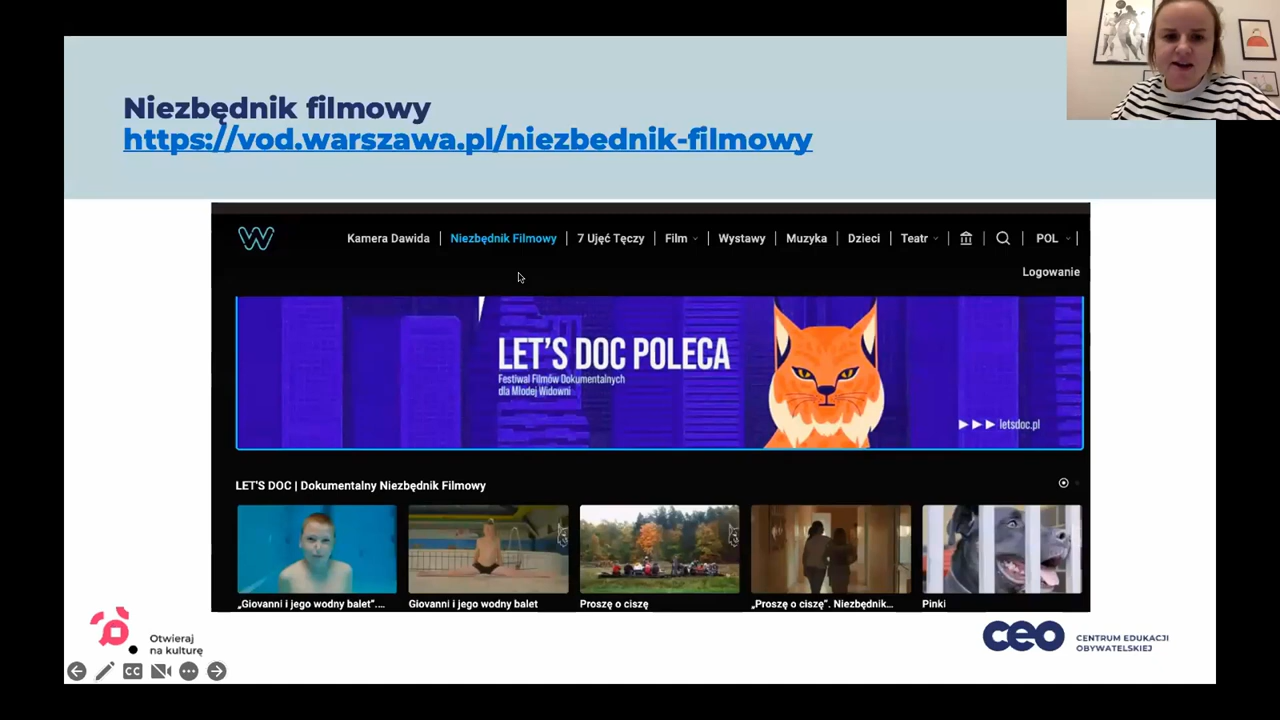 Niezbędnik filmowy
https://vod.warszawa.pl/niezbednik-filmowy
Kamera Dawida | Niezbędnik Filmowy | 7 Ujęć Tęczy | Film | Wystawy | Muzyka | Dzieci | Teatr | | | POL |
Logowanie
LET'S DOC POLECA
Festiwal Filmów Dokumentalnych
dla Młodej Widowni
letsdoc.pl
LET'S DOC | Dokumentalny Niezbędnik Filmowy
„Giovanni i jego wodny balet”....
Giovanni i jego wodny balet
Proszę o ciszę
„Proszę o ciszę”. Niezbędnik...
Pinki
Otwieraj
na kulturę
ceo
CENTRUM EDUKACJI
OBYWATELSKIEJ
CC